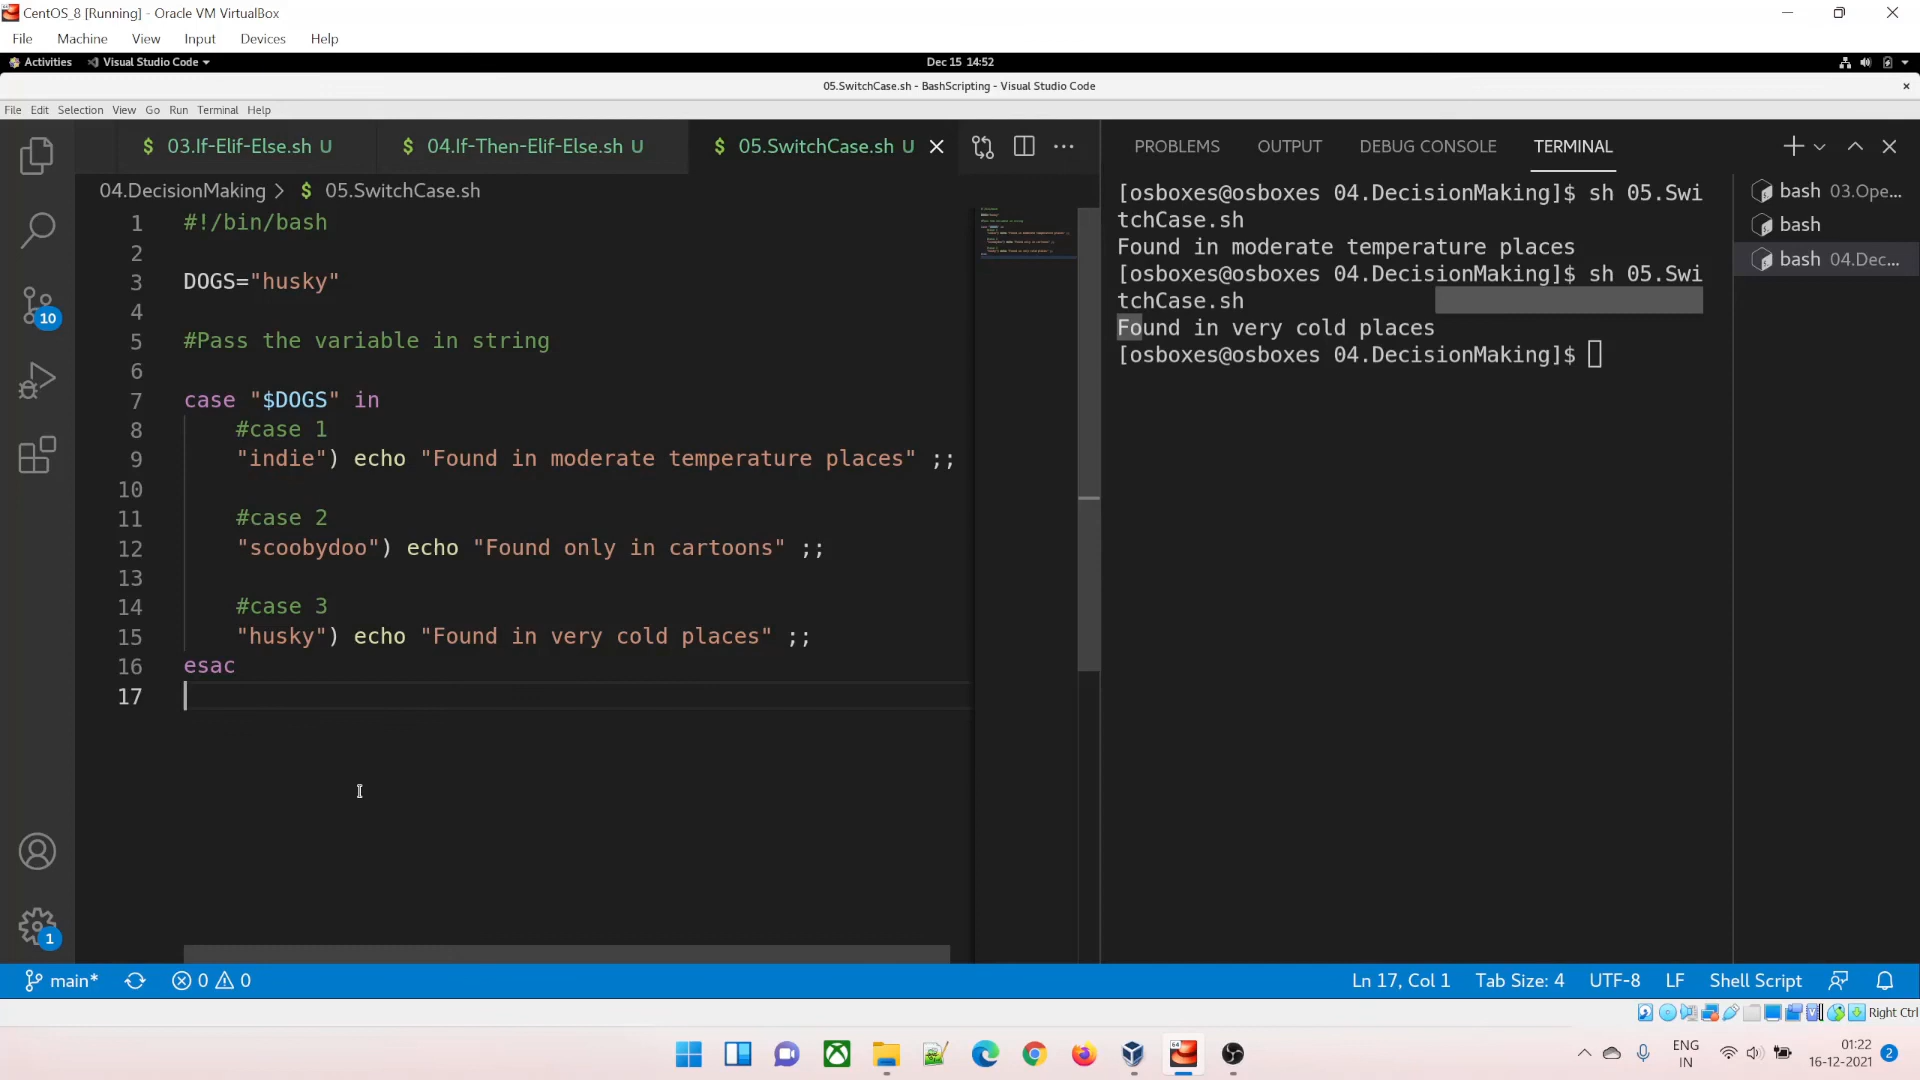 CentOS_8 [Running] - Oracle VM VirtualBox
File Machine View Input Devices Help
Activities Visual Studio Code Dec 15 14:52
05.SwitchCase.sh - BashScripting - Visual Studio Code
File Edit Selection View Go Run Terminal Help
$ 03.If-Elif-Else.sh U $ 04.If-Then-Elif-Else.sh U $ 05.SwitchCase.sh U
04.DecisionMaking > $ 05.SwitchCase.sh
1 #!/bin/bash
2
3 DOGS="husky"
4
5 #Pass the variable in string
6
7 case "$DOGS" in
8 #case 1
9 "indie") echo "Found in moderate temperature places" ;;
10
11 #case 2
12 "scoobydoo") echo "Found only in cartoons" ;;
13
14 #case 3
15 "husky") echo "Found in very cold places" ;;
16 esac
17
PROBLEMS OUTPUT DEBUG CONSOLE TERMINAL
[osboxes@osboxes 04.DecisionMaking]$ sh 05.Swi
tchCase.sh
Found in moderate temperature places
[osboxes@osboxes 04.DecisionMaking]$ sh 05.Swi
tchCase.sh
Found in very cold places
[osboxes@osboxes 04.DecisionMaking]$
bash 03.Ope...
bash
bash 04.Dec...
10
1
main* 0 0 Ln 17, Col 1 Tab Size: 4 UTF-8 LF Shell Script
Right Ctrl
64
ENG
IN
01:22
16-12-2021
2